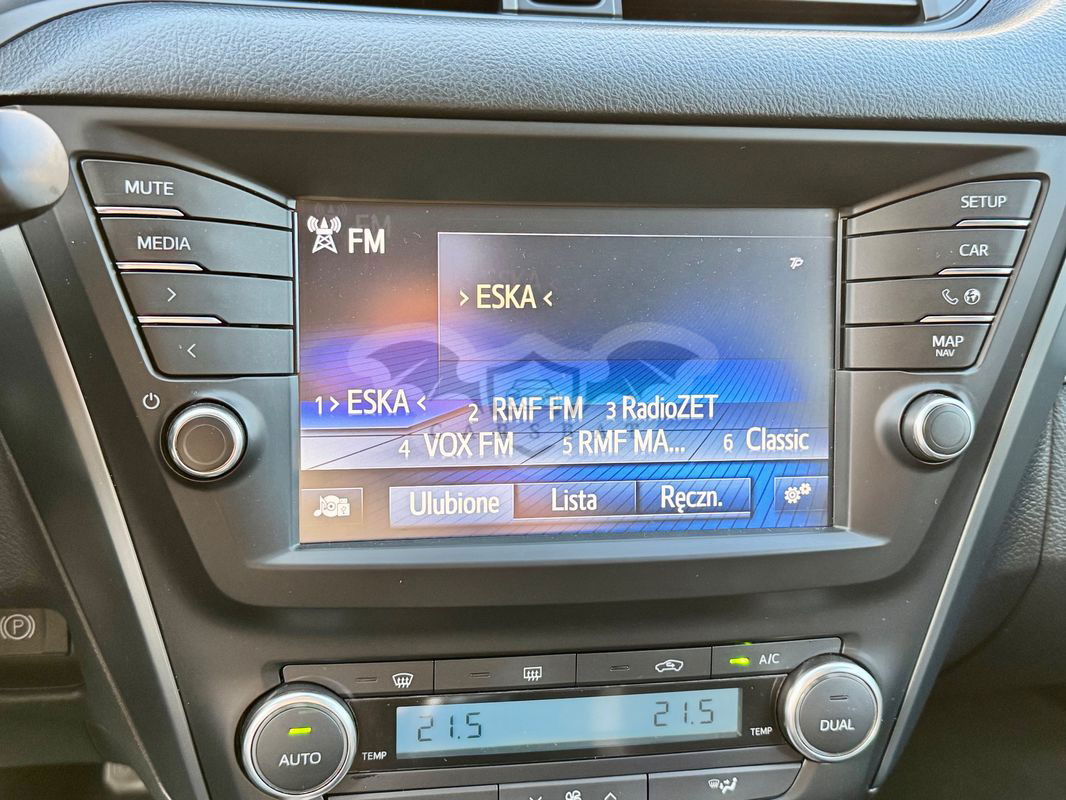 MUTE
MEDIA
SETUP
CAR
MAP
NAV
FM
TP
> ESKA <
1 > ESKA < 2 RMF FM 3 RadioZET
4 VOX FM 5 RMF MA... 6 Classic
Ulubione Lista Ręczn.
P
A/C
AUTO
TEMP
21.5 21.5
TEMP
DUAL